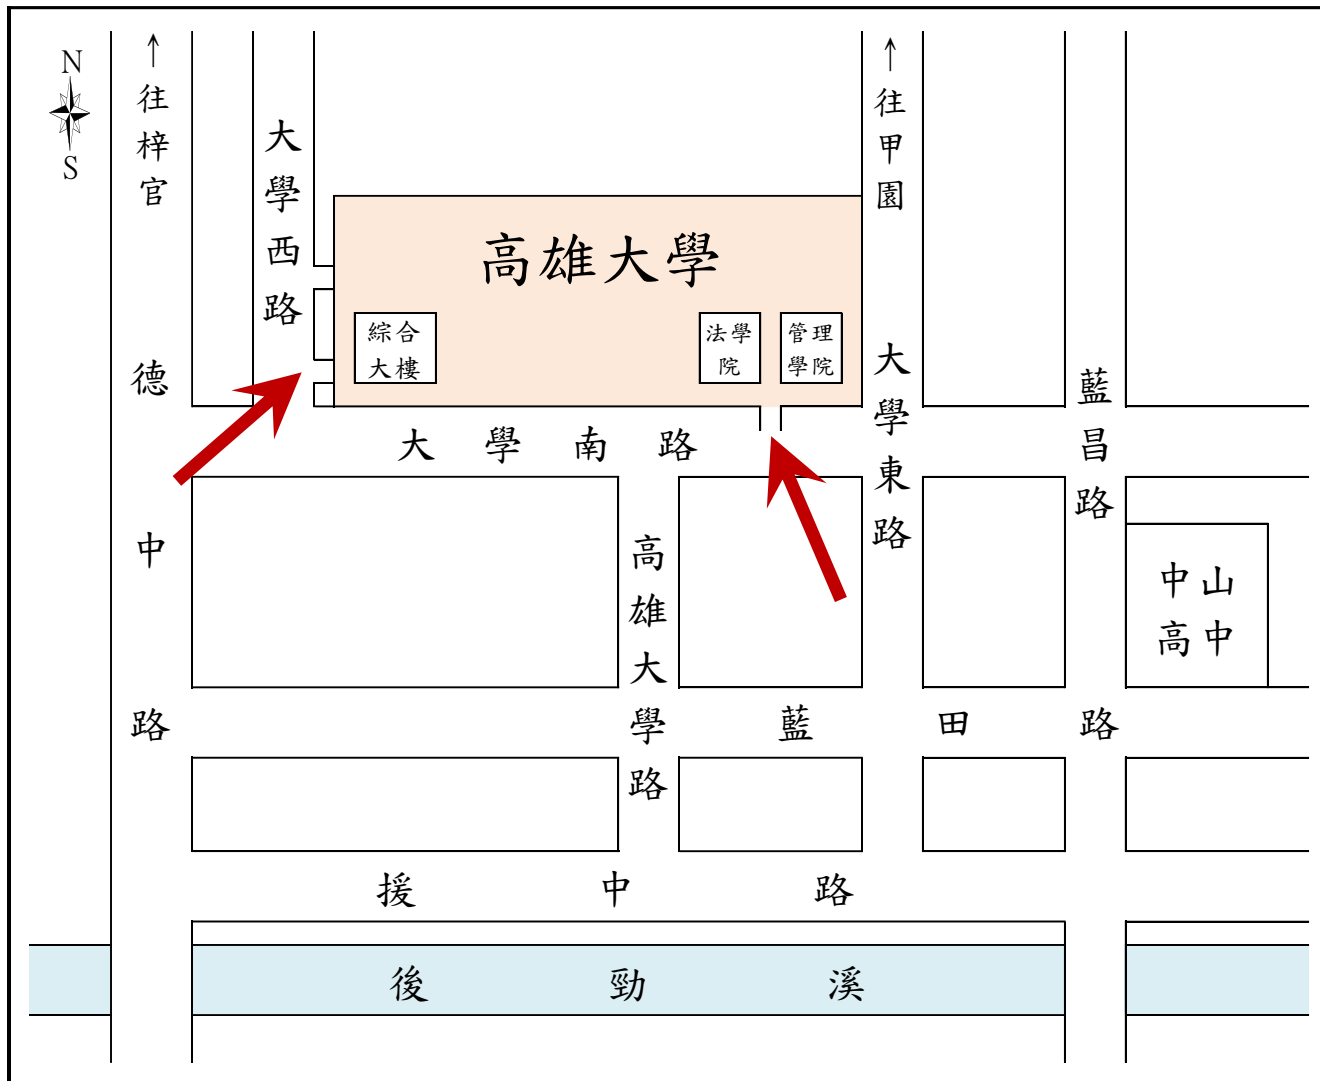 N
S
↑往梓官
大學西路
↑往甲園
高雄大學
綜合
大樓
法學
院
管理
學院
德中路
大學南路
大學東路
藍昌路
高雄大學路
中山
高中
藍田路
援中路
後勁溪